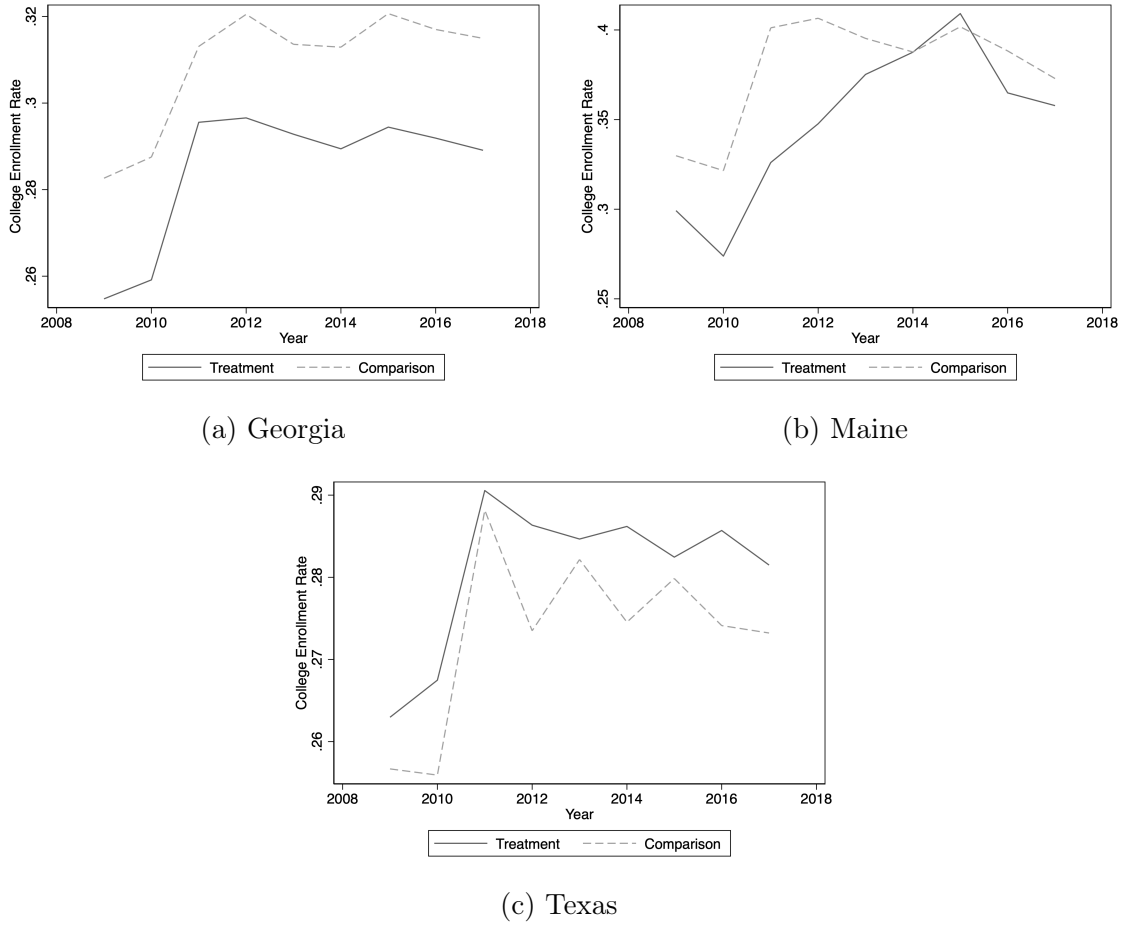 College Enrollment Rate
.32
.3
.28
.26
2008 2010 2012 2014 2016 2018
Year
Treatment Comparison
(a) Georgia
College Enrollment Rate
.4
.35
.3
.25
2008 2010 2012 2014 2016 2018
Year
Treatment Comparison
(b) Maine
College Enrollment Rate
.29
.28
.27
.26
2008 2010 2012 2014 2016 2018
Year
Treatment Comparison
(c) Texas